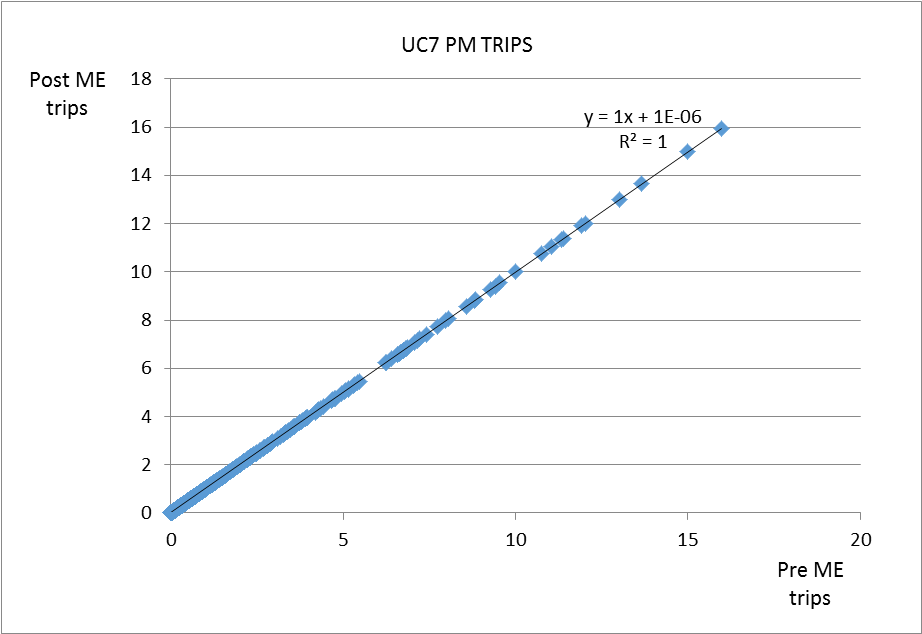 UC7 PM TRIPS
Post ME
trips
18
16
14
12
10
8
6
4
2
0
y = 1x + 1E-06
R² = 1
0 5 10 15 20
Pre ME
trips